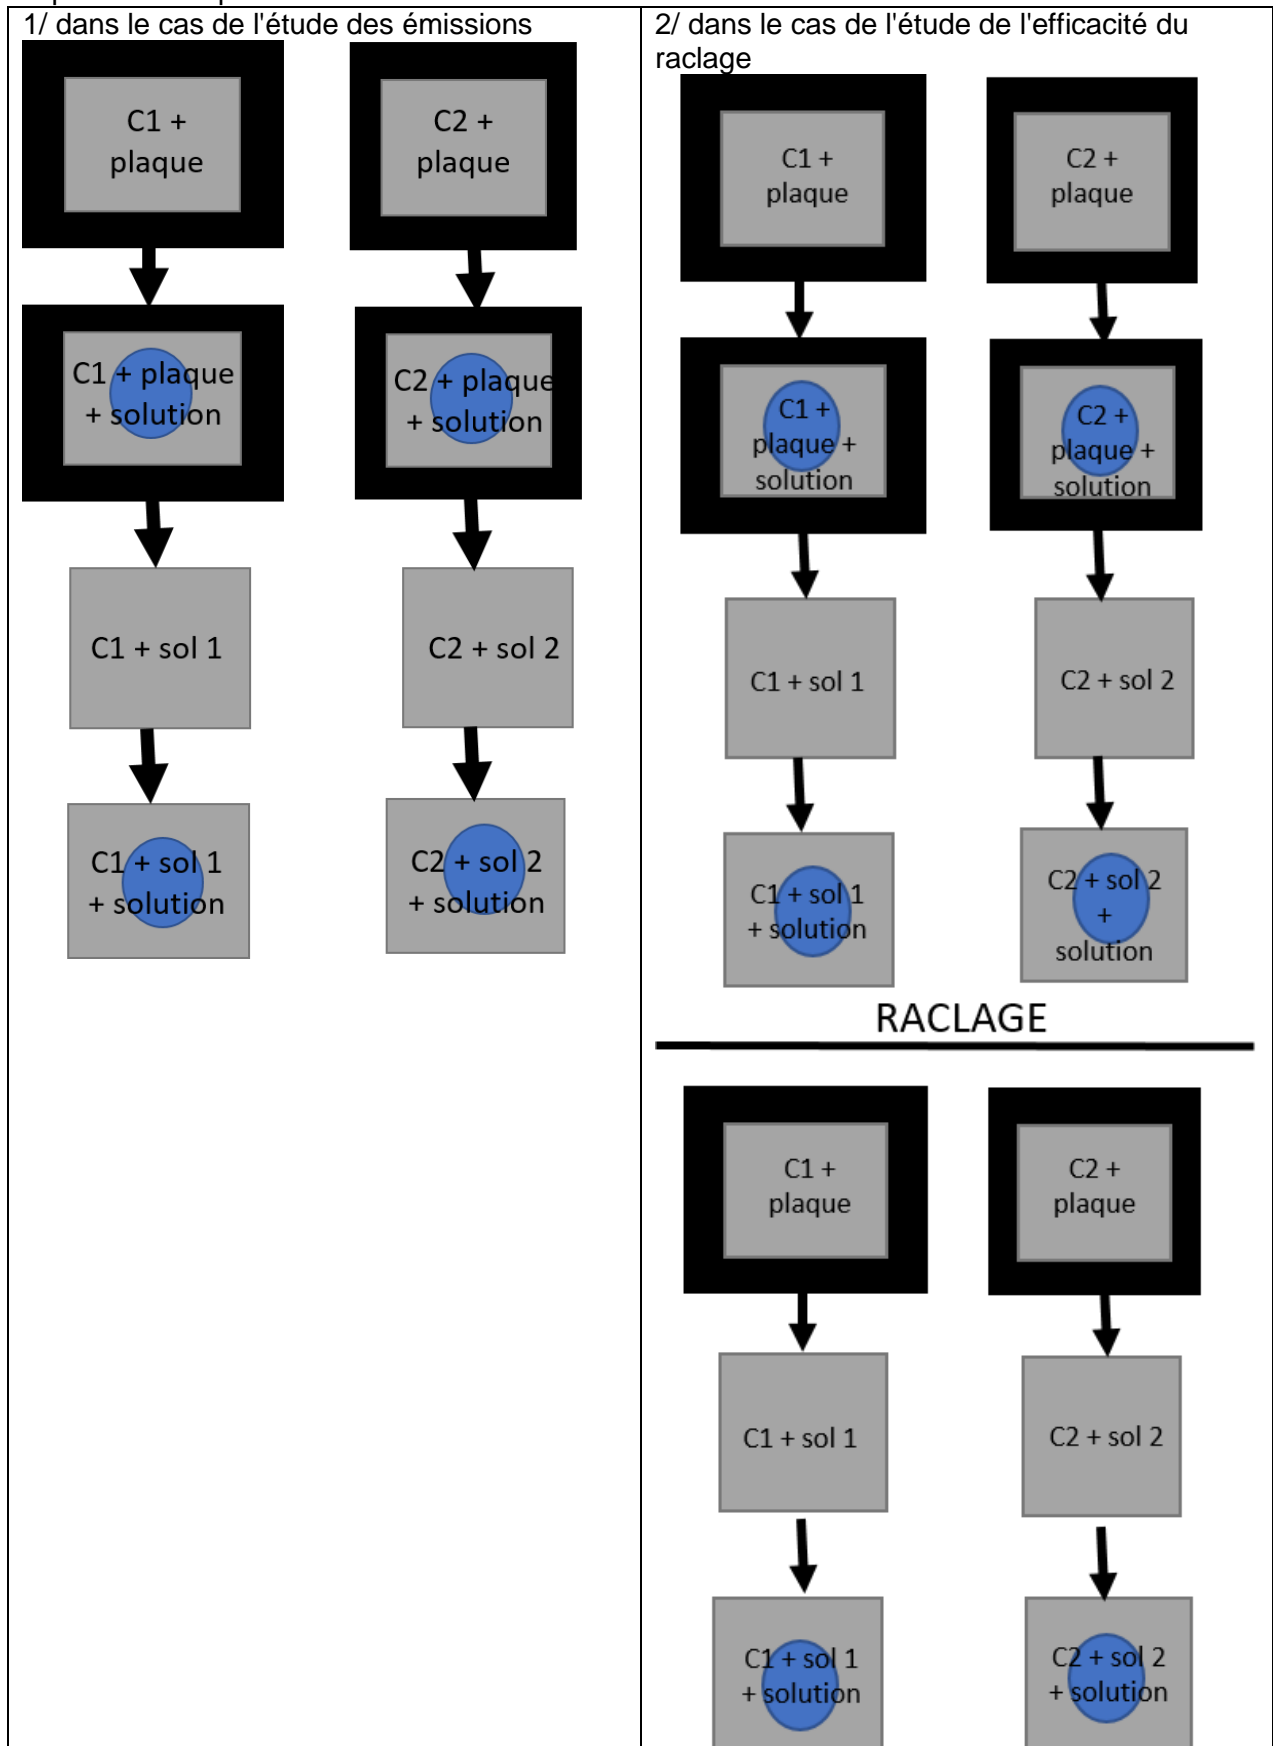 1/ dans le cas de l'étude des émissions
C1 +
plaque
C2 +
plaque
C1 + plaque
+ solution
C2 + plaque
+ solution
C1 + sol 1
C2 + sol 2
C1 + sol 1
+ solution
C2 + sol 2
+ solution
2/ dans le cas de l'étude de l'efficacité du
raclage
C1 +
plaque
C2 +
plaque
C1 +
plaque +
solution
C2 +
plaque +
solution
C1 + sol 1
C2 + sol 2
C1 + sol 1
+ solution
C2 + sol 2
+
solution
RACLAGE
C1 +
plaque
C2 +
plaque
C1 + sol 1
C2 + sol 2
C1 + sol 1
+ solution
C2 + sol 2
+ solution